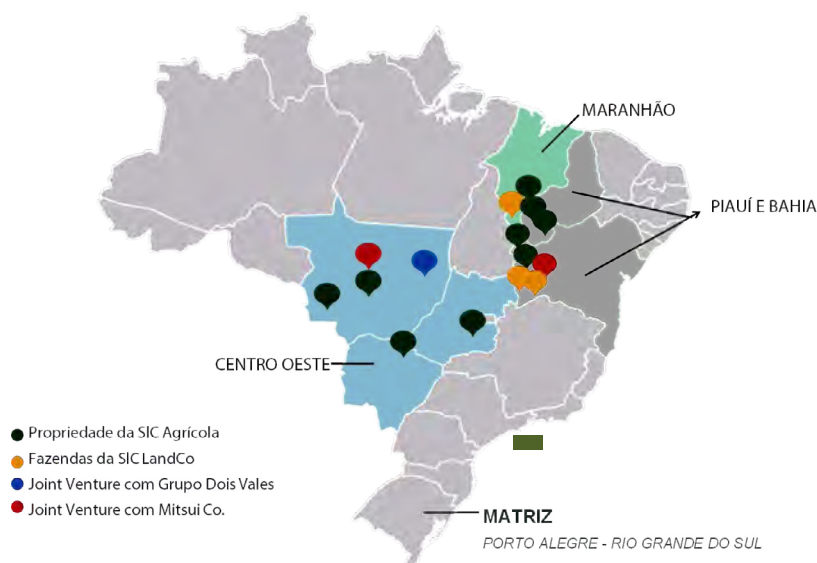 MARANHÃO
PIAUÍ E BAHIA
CENTRO OESTE
Propriedade da SIC Agrícola
Fazendas da SIC LandCo
Joint Venture com Grupo Dois Vales
Joint Venture com Mitsui Co.
MATRIZ
PORTO ALEGRE - RIO GRANDE DO SUL